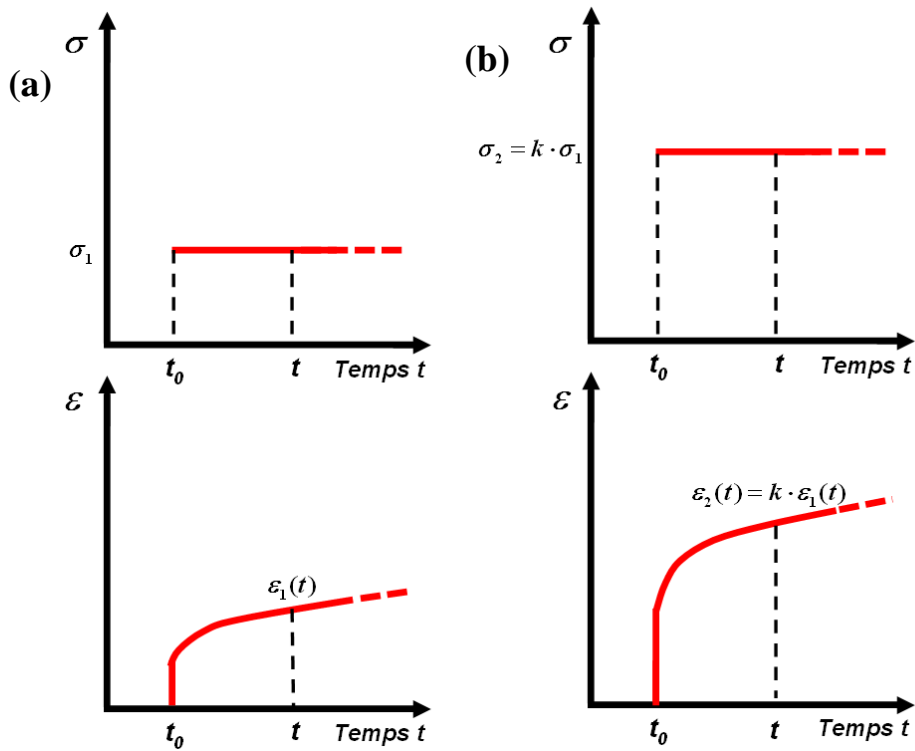 (a)
σ
σ₁
t₀ t Temps t
ε
ε₁(t)
t₀ t Temps t
(b)
σ
σ₂ = k · σ₁
t₀ t Temps t
ε
ε₂(t) = k · ε₁(t)
t₀ t Temps t